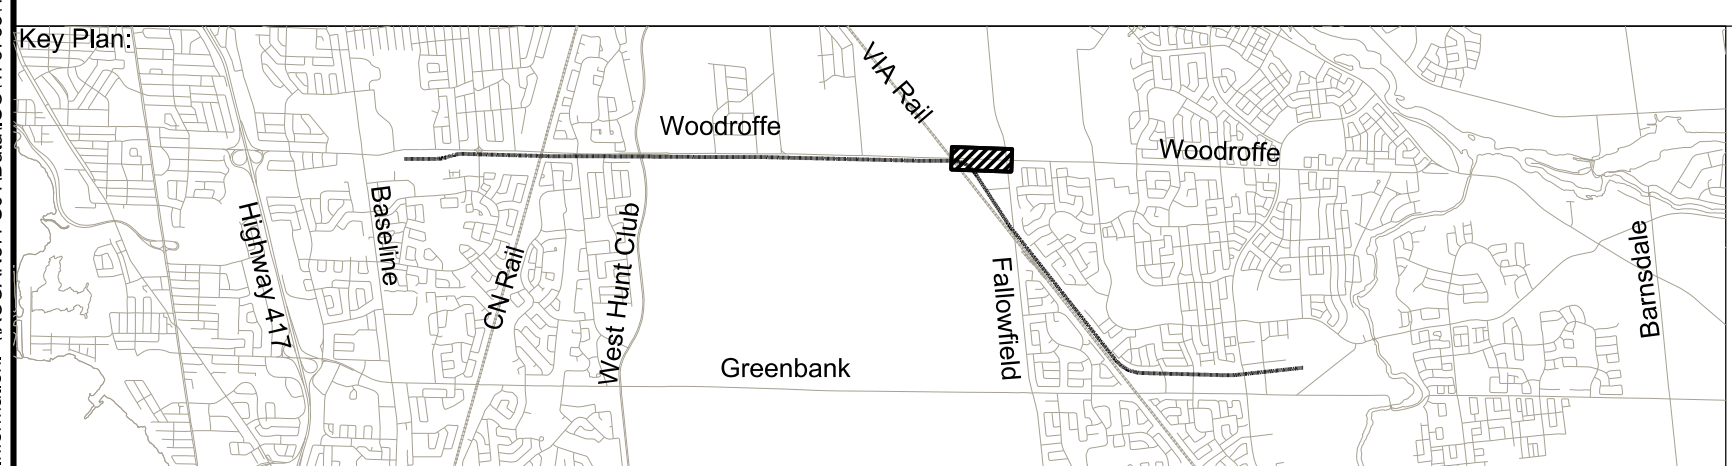 Key Plan:
VIA Rail
Woodroffe
Woodroffe
Highway 417
Baseline
CN Rail
West Hunt Club
Fallowfield
Barnsdale
Greenbank